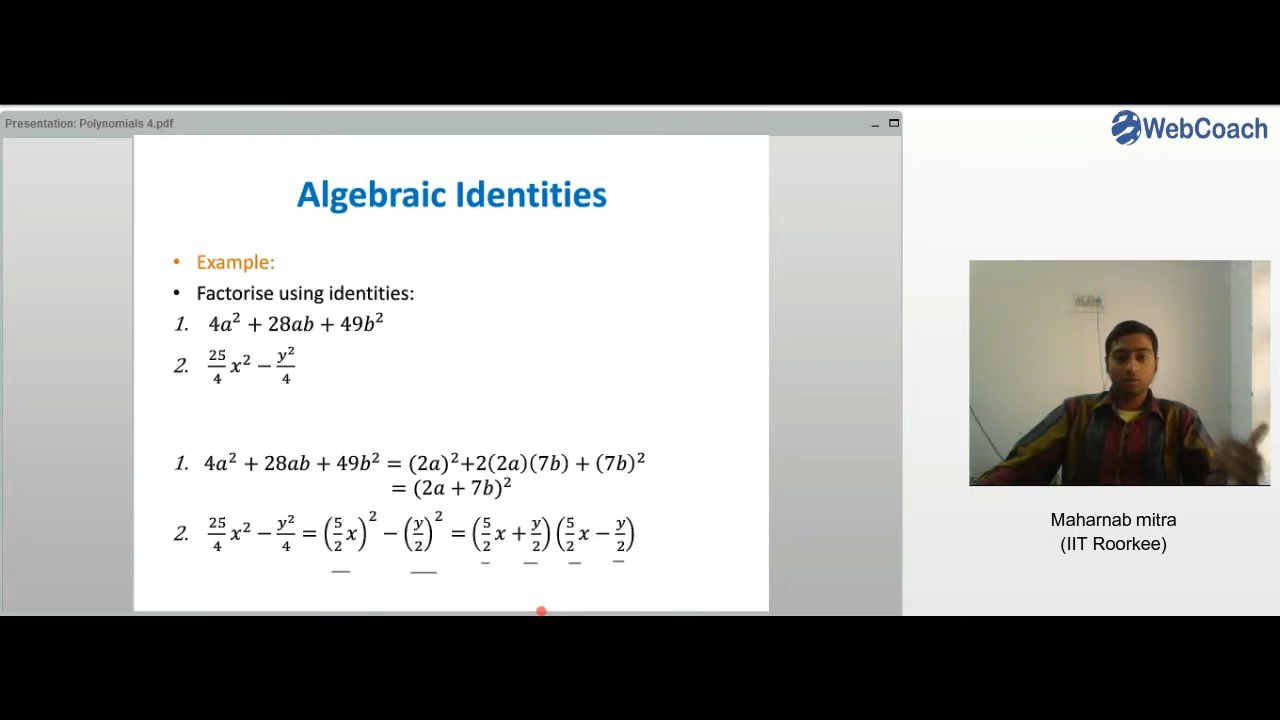 Presentation: Polynomials 4.pdf
WebCoach
Algebraic Identities
• Example:
• Factorise using identities:
1. 4a² + 28ab + 49b²
2. 25/4 x² − y²/4
1. 4a² + 28ab + 49b² = (2a)²+2(2a)(7b) + (7b)²
= (2a + 7b)²
2. 25/4 x² − y²/4 = (5/2 x)² − (y/2)² = (5/2 x + y/2)(5/2 x − y/2)
Maharnab mitra
(IIT Roorkee)